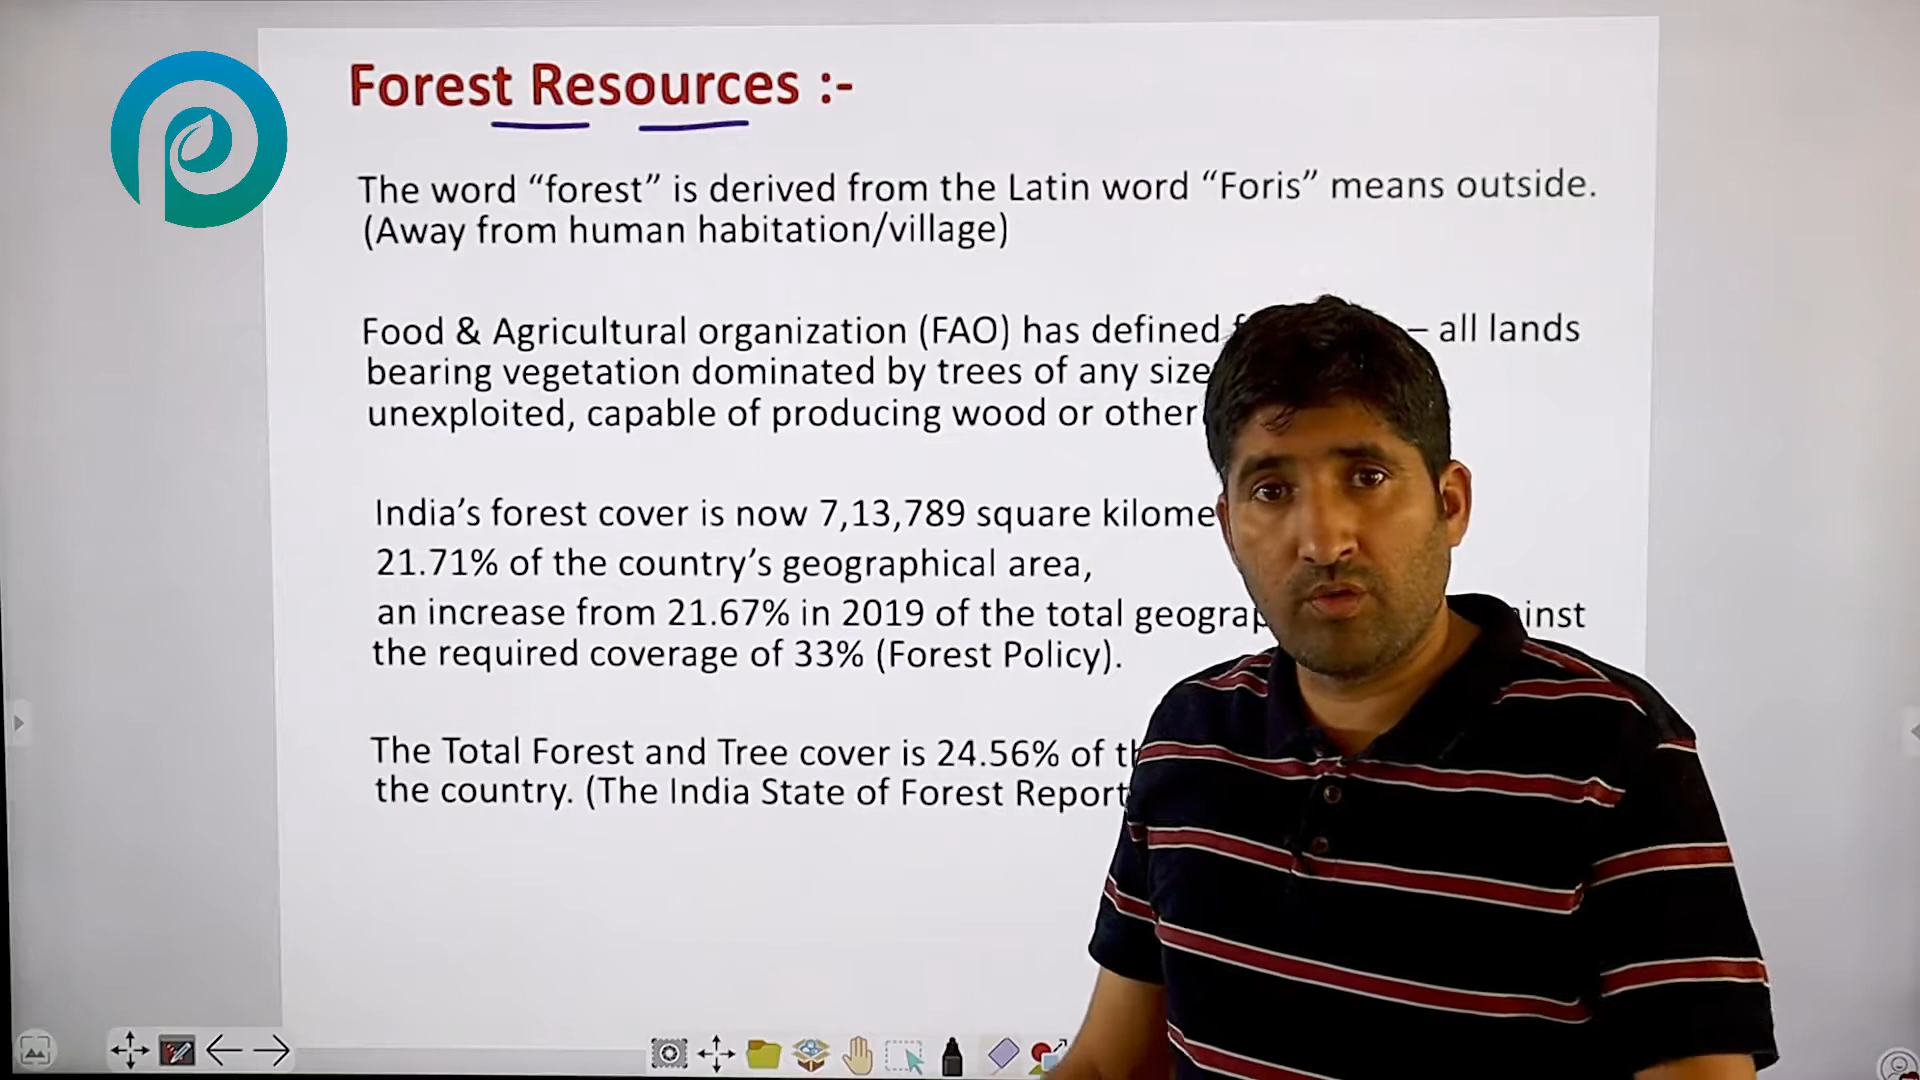 Forest Resources :-
The word “forest” is derived from the Latin word “Foris” means outside.
(Away from human habitation/village)
Food & Agricultural organization (FAO) has defined – all lands
bearing vegetation dominated by trees of any size
unexploited, capable of producing wood or other
India’s forest cover is now 7,13,789 square
21.71% of the country’s geographical area,
an increase from 21.67% in 2019 of the total
the required coverage of 33% (Forest Policy).
The Total Forest and Tree cover is 24.56% of
the country. (The India State of Forest Report